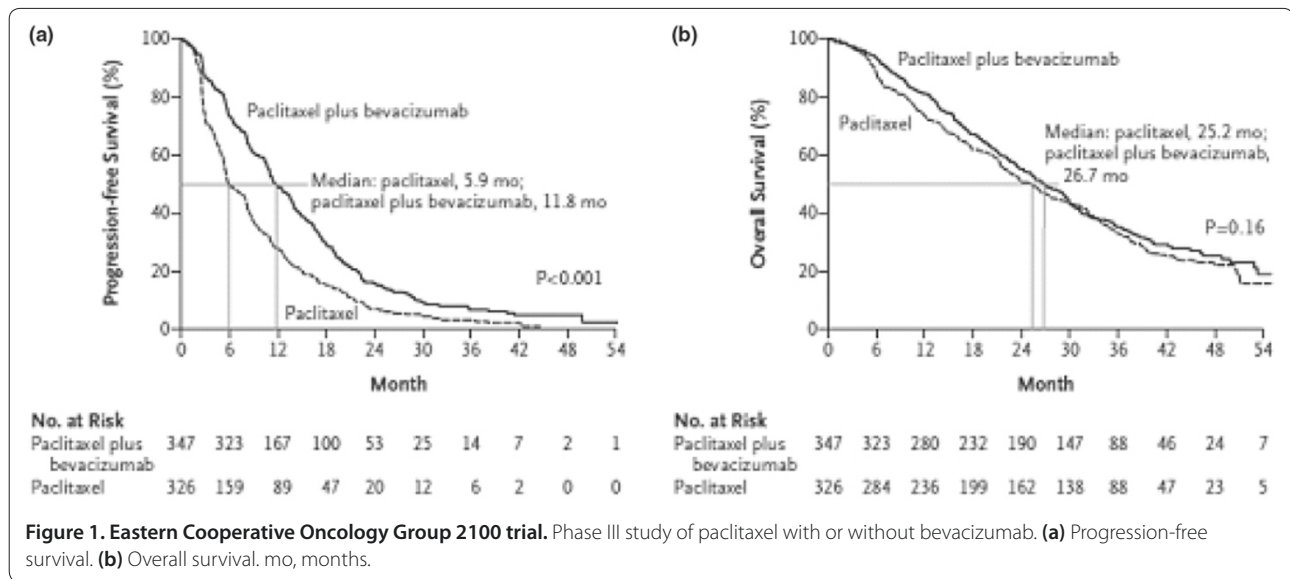 (a)
100
80
60
40
20
0
Progression-free Survival (%)
Paclitaxel plus bevacizumab
Median: paclitaxel, 5.9 mo;
paclitaxel plus bevacizumab, 11.8 mo
P<0.001
Paclitaxel
0 6 12 18 24 30 36 42 48 54
Month
No. at Risk
Paclitaxel plus 347 323 167 100 53 25 14 7 2 1
bevacizumab
Paclitaxel 326 159 89 47 20 12 6 2 0 0
(b)
100
80
60
40
20
0
Overall Survival (%)
Paclitaxel plus bevacizumab
Paclitaxel
Median: paclitaxel, 25.2 mo;
paclitaxel plus bevacizumab,
26.7 mo
P=0.16
0 6 12 18 24 30 36 42 48 54
Month
No. at Risk
Paclitaxel plus 347 323 280 232 190 147 88 46 24 7
bevacizumab
Paclitaxel 326 284 236 199 162 138 88 47 23 5
Figure 1. Eastern Cooperative Oncology Group 2100 trial. Phase III study of paclitaxel with or without bevacizumab. (a) Progression-free
survival. (b) Overall survival. mo, months.